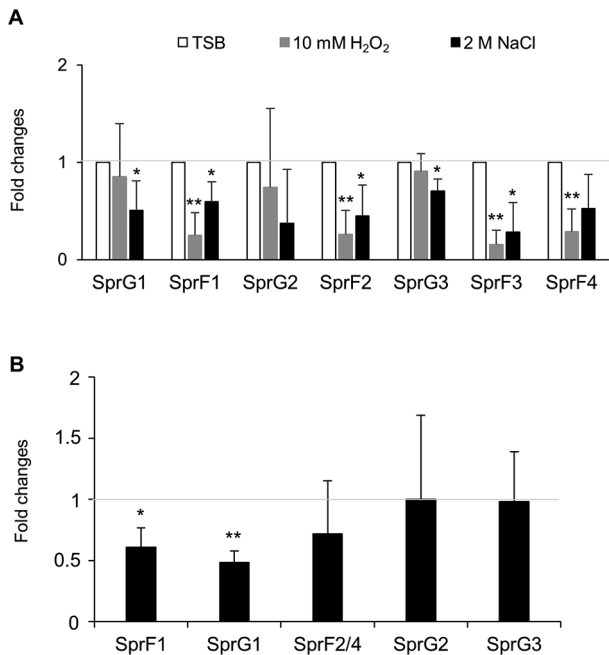 A
TSB 10 mM H₂O₂ 2 M NaCl
Fold changes
2
1
0
* ** * ** * * ** * **
SprG1 SprF1 SprG2 SprF2 SprG3 SprF3 SprF4
B
Fold changes
2
1.5
1
0.5
0
* **
SprF1 SprG1 SprF2/4 SprG2 SprG3